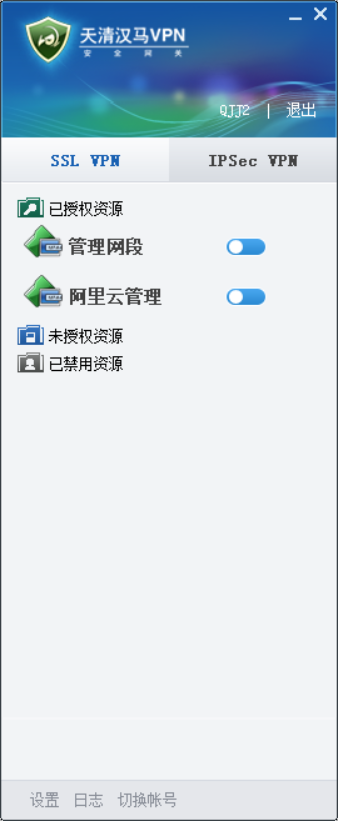 天清汉马VPN
安全网关
QJJ2 | 退出
SSL VPN IPSec VPN
已授权资源
管理网段
阿里云管理
未授权资源
已禁用资源
设置 日志 切换帐号